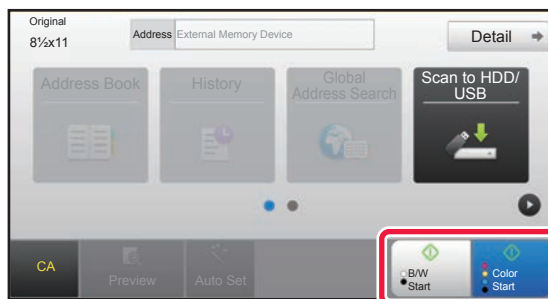 Original
8½x11
Address External Memory Device
Detail
Address Book
History
Global
Address Search
Scan to HDD/
USB
CA
Preview
Auto Set
B/W
Start
Color
Start